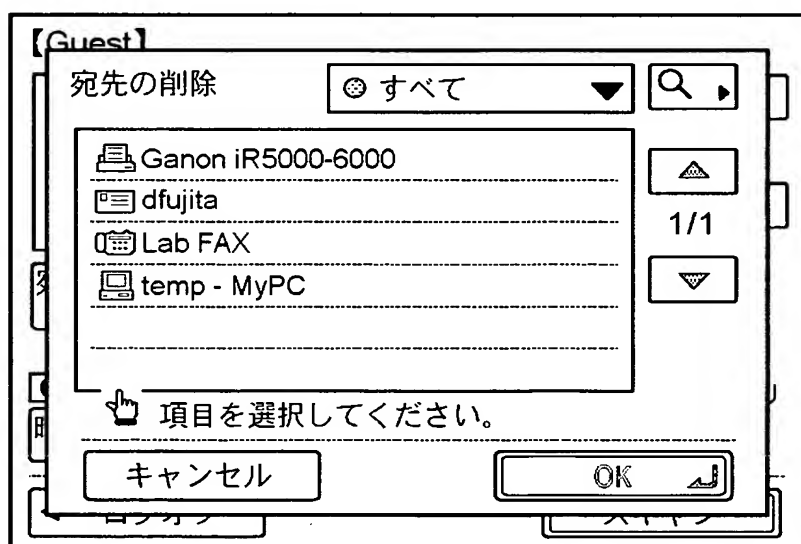 【Guest】
宛先の削除 すべて
Ganon iR5000-6000
dfujita
Lab FAX
temp - MyPC
1/1
項目を選択してください。
キャンセル OK